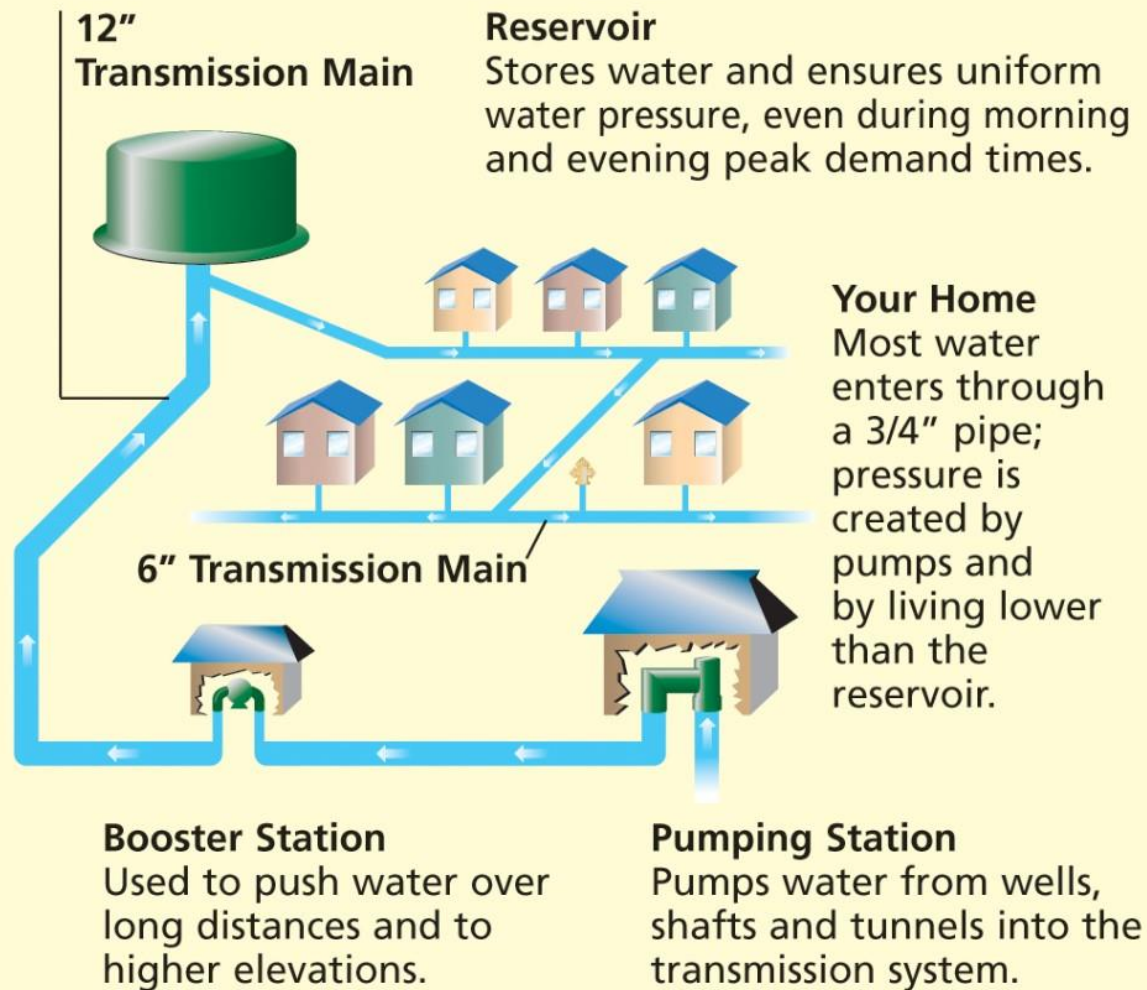 12”
Transmission Main
Reservoir
Stores water and ensures uniform
water pressure, even during morning
and evening peak demand times.
Your Home
Most water
enters through
a 3/4” pipe;
pressure is
created by
pumps and
by living lower
than the
reservoir.
6” Transmission Main
Booster Station
Used to push water over
long distances and to
higher elevations.
Pumping Station
Pumps water from wells,
shafts and tunnels into the
transmission system.